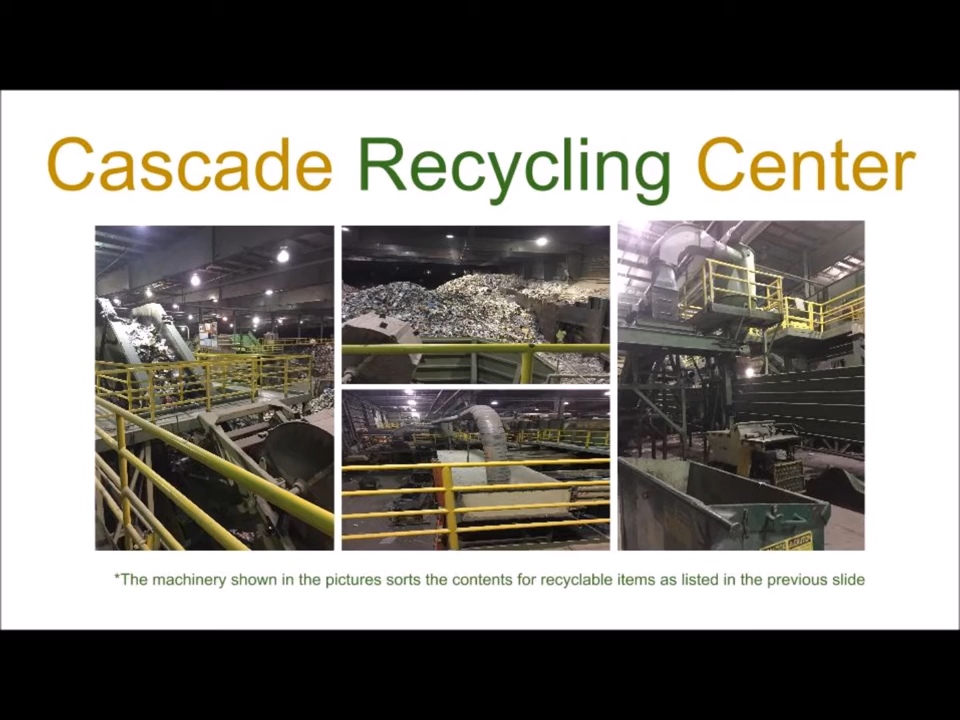 Cascade Recycling Center
*The machinery shown in the pictures sorts the contents for recyclable items as listed in the previous slide